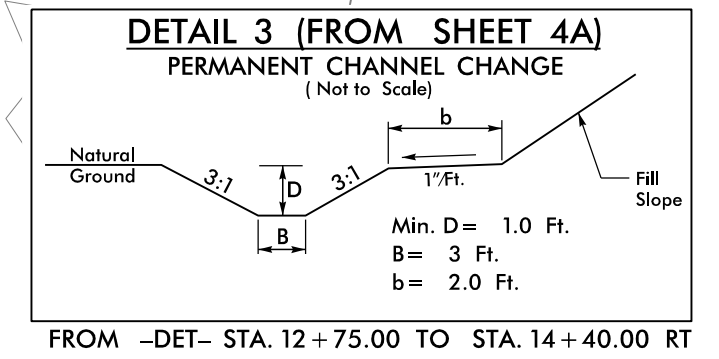 DETAIL 3 (FROM SHEET 4A)
PERMANENT CHANNEL CHANGE
( Not to Scale)
b
Natural
Ground
3:1
D
3:1
1"/Ft.
Fill
Slope
B
Min. D= 1.0 Ft.
B= 3 Ft.
b= 2.0 Ft.
FROM -DET- STA. 12+75.00 TO STA. 14+40.00 RT